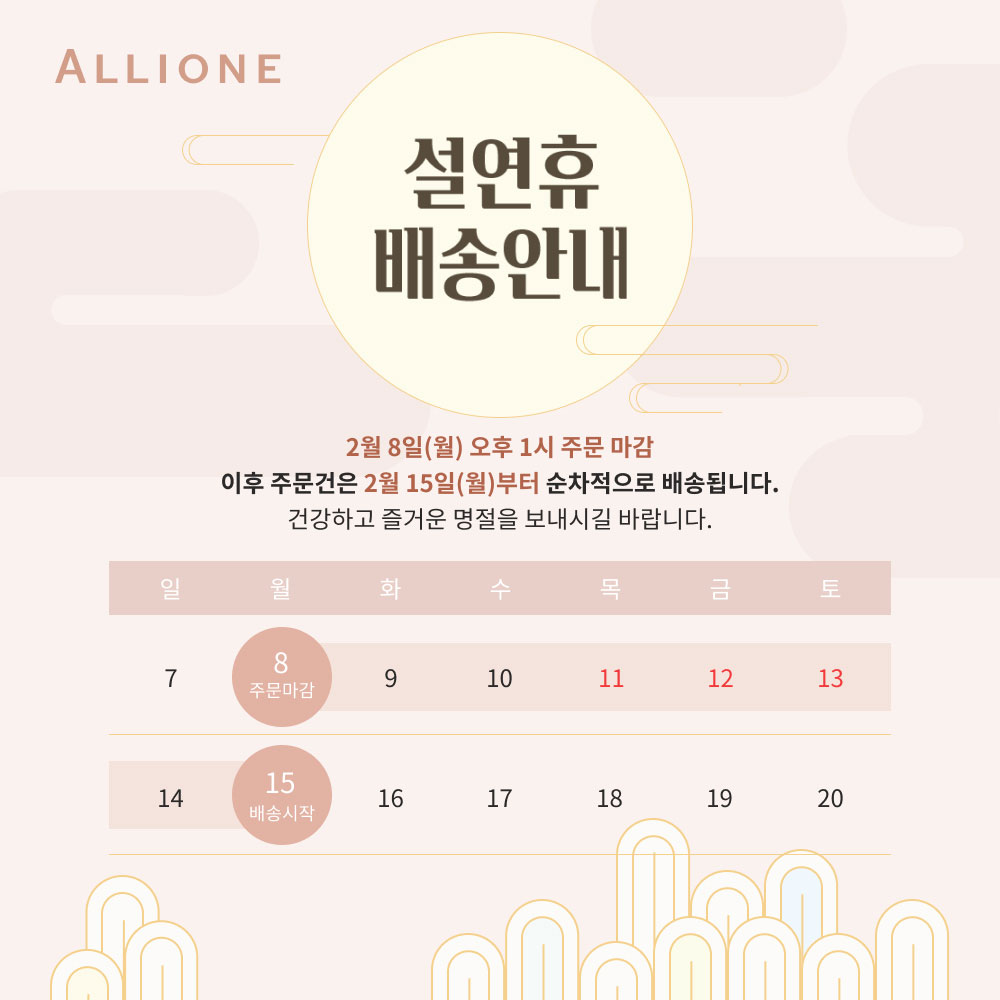 ALLIONE
설연휴
배송안내
2월 8일(월) 오후 1시 주문 마감
이후 주문건은 2월 15일(월)부터 순차적으로 배송됩니다.
건강하고 즐거운 명절을 보내시길 바랍니다.
일 월 화 수 목 금 토
7 8 9 10 11 12 13
주문마감
14 15 16 17 18 19 20
배송시작